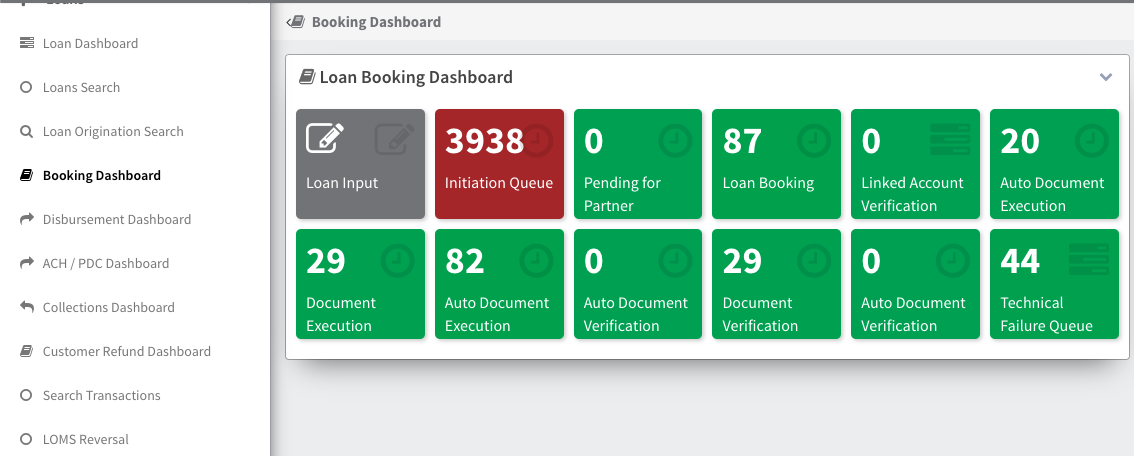 Loan Dashboard
Loans Search
Loan Origination Search
Booking Dashboard
Disbursement Dashboard
ACH / PDC Dashboard
Collections Dashboard
Customer Refund Dashboard
Search Transactions
LOMS Reversal
Booking Dashboard
Loan Booking Dashboard
Loan Input
3938
Initiation Queue
0
Pending for
Partner
87
Loan Booking
0
Linked Account
Verification
20
Auto Document
Execution
29
Document
Execution
82
Auto Document
Execution
0
Auto Document
Verification
29
Document
Verification
0
Auto Document
Verification
44
Technical
Failure Queue